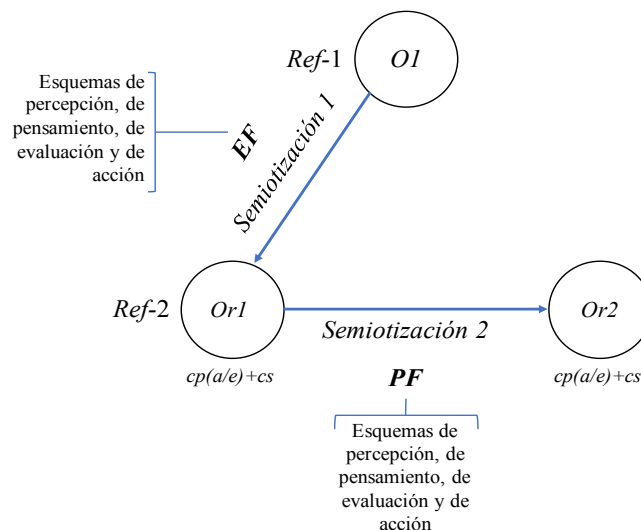 Ref-1
O1
Esquemas de
percepción, de
pensamiento, de
evaluación y de
acción
EF
Semiotización 1
Ref-2
Or1
Semiotización 2
Or2
cp(a/e)+cs
PF
cp(a/e)+cs
Esquemas de
percepción, de
pensamiento, de
evaluación y de
acción